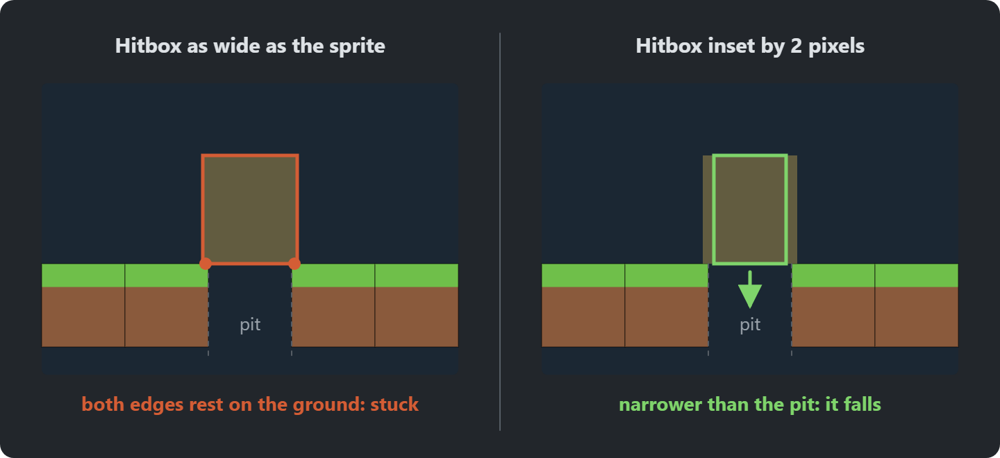 Hitbox as wide as the sprite
pit
both edges rest on the ground: stuck
Hitbox inset by 2 pixels
pit
narrower than the pit: it falls